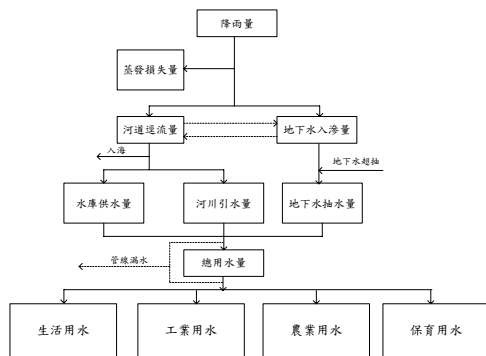 降雨量
蒸發損失量
河道逕流量
地下水入滲量
入海
地下水超抽
水庫供水量
河川引水量
地下水抽水量
管線漏水
總用水量
生活用水
工業用水
農業用水
保育用水